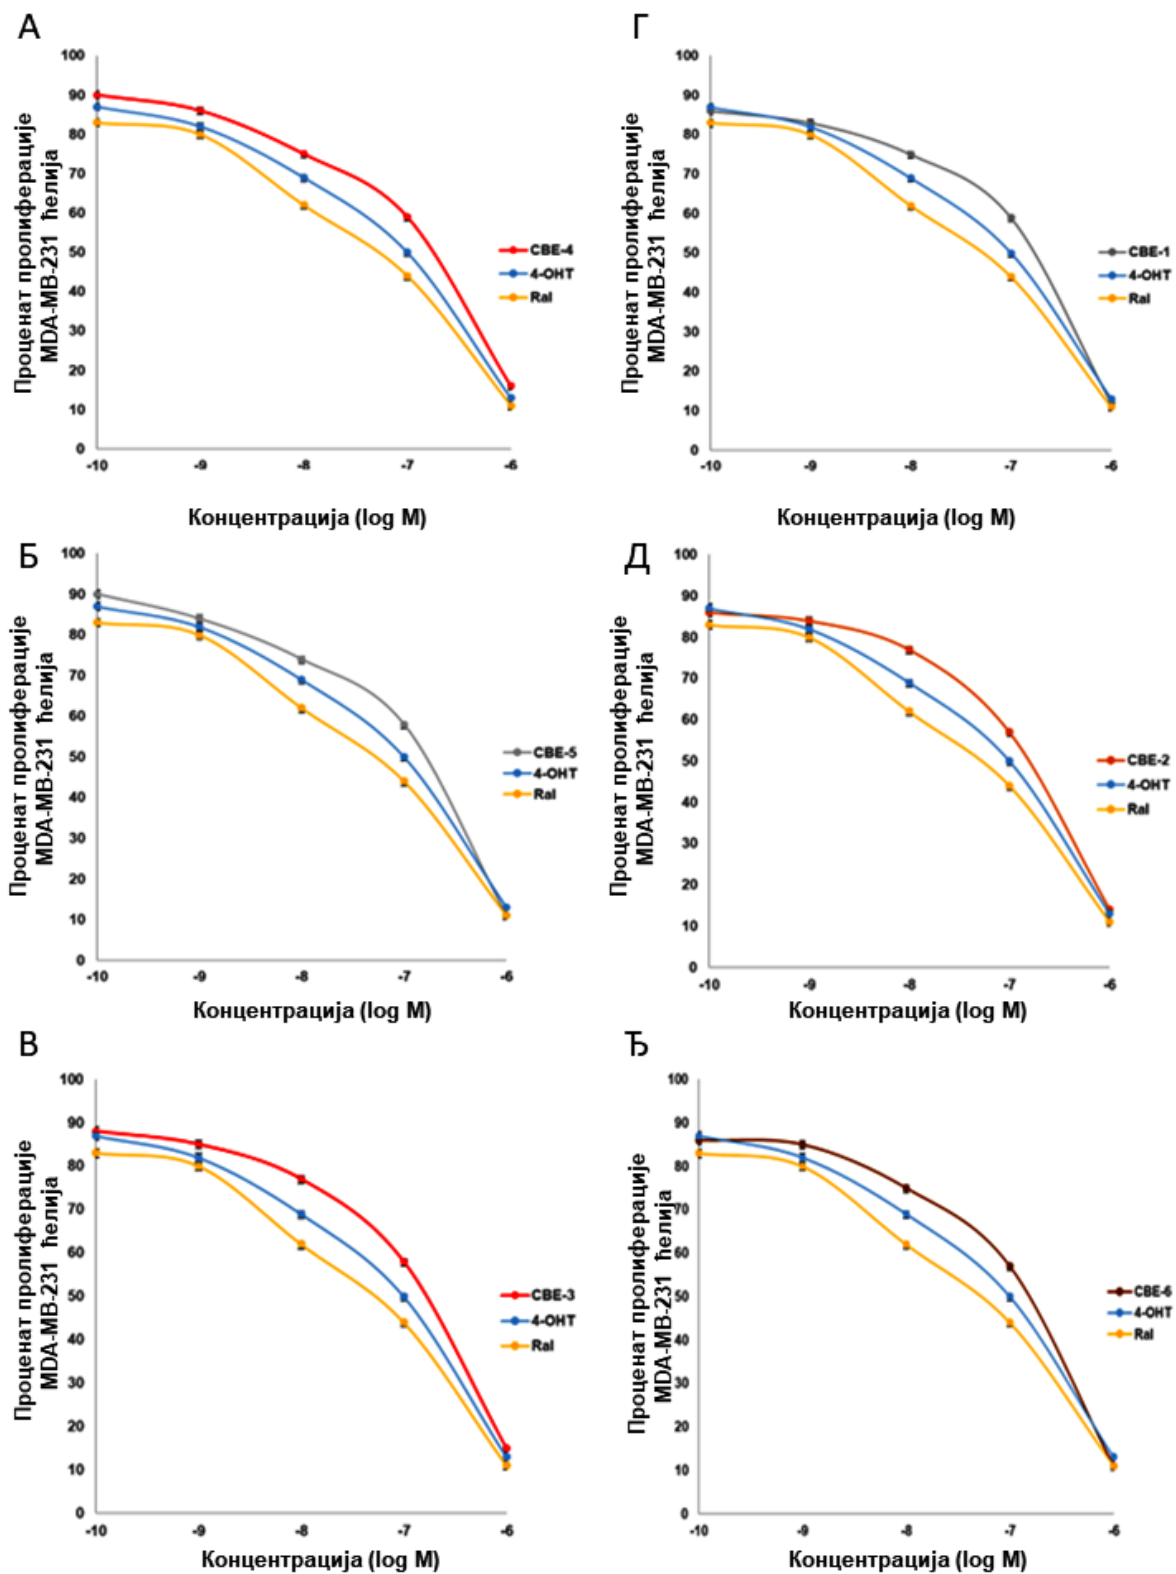 А
Проценат пролиферације
MDA-MB-231 ћелија
100
90
80
70
60
50
40
30
20
10
0
-10 -9 -8 -7 -6
CBE-4
4-OHT
Ral
Концентрација (log M)
Г
Проценат пролиферације
MDA-MB-231 ћелија
100
90
80
70
60
50
40
30
20
10
0
-10 -9 -8 -7 -6
CBE-1
4-OHT
Ral
Концентрација (log M)
Б
Проценат пролиферације
MDA-MB-231 ћелија
100
90
80
70
60
50
40
30
20
10
0
-10 -9 -8 -7 -6
CBE-5
4-OHT
Ral
Концентрација (log M)
Д
Проценат пролиферације
MDA-MB-231 ћелија
100
90
80
70
60
50
40
30
20
10
0
-10 -9 -8 -7 -6
CBE-2
4-OHT
Ral
Концентрација (log M)
В
Проценат пролиферације
MDA-MB-231 ћелија
100
90
80
70
60
50
40
30
20
10
0
-10 -9 -8 -7 -6
CBE-3
4-OHT
Ral
Концентрација (log M)
Ђ
Проценат пролиферације
MDA-MB-231 ћелија
100
90
80
70
60
50
40
30
20
10
0
-10 -9 -8 -7 -6
CBE-6
4-OHT
Ral
Концентрација (log M)